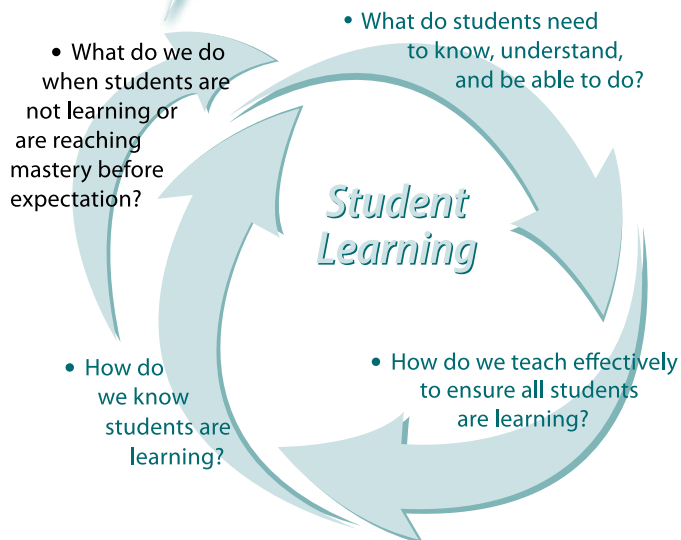 • What do students need
to know, understand,
and be able to do?
• What do we do
when students are
not learning or
are reaching
mastery before
expectation?
Student
Learning
• How do we teach effectively
to ensure all students
are learning?
• How do
we know
students are
learning?